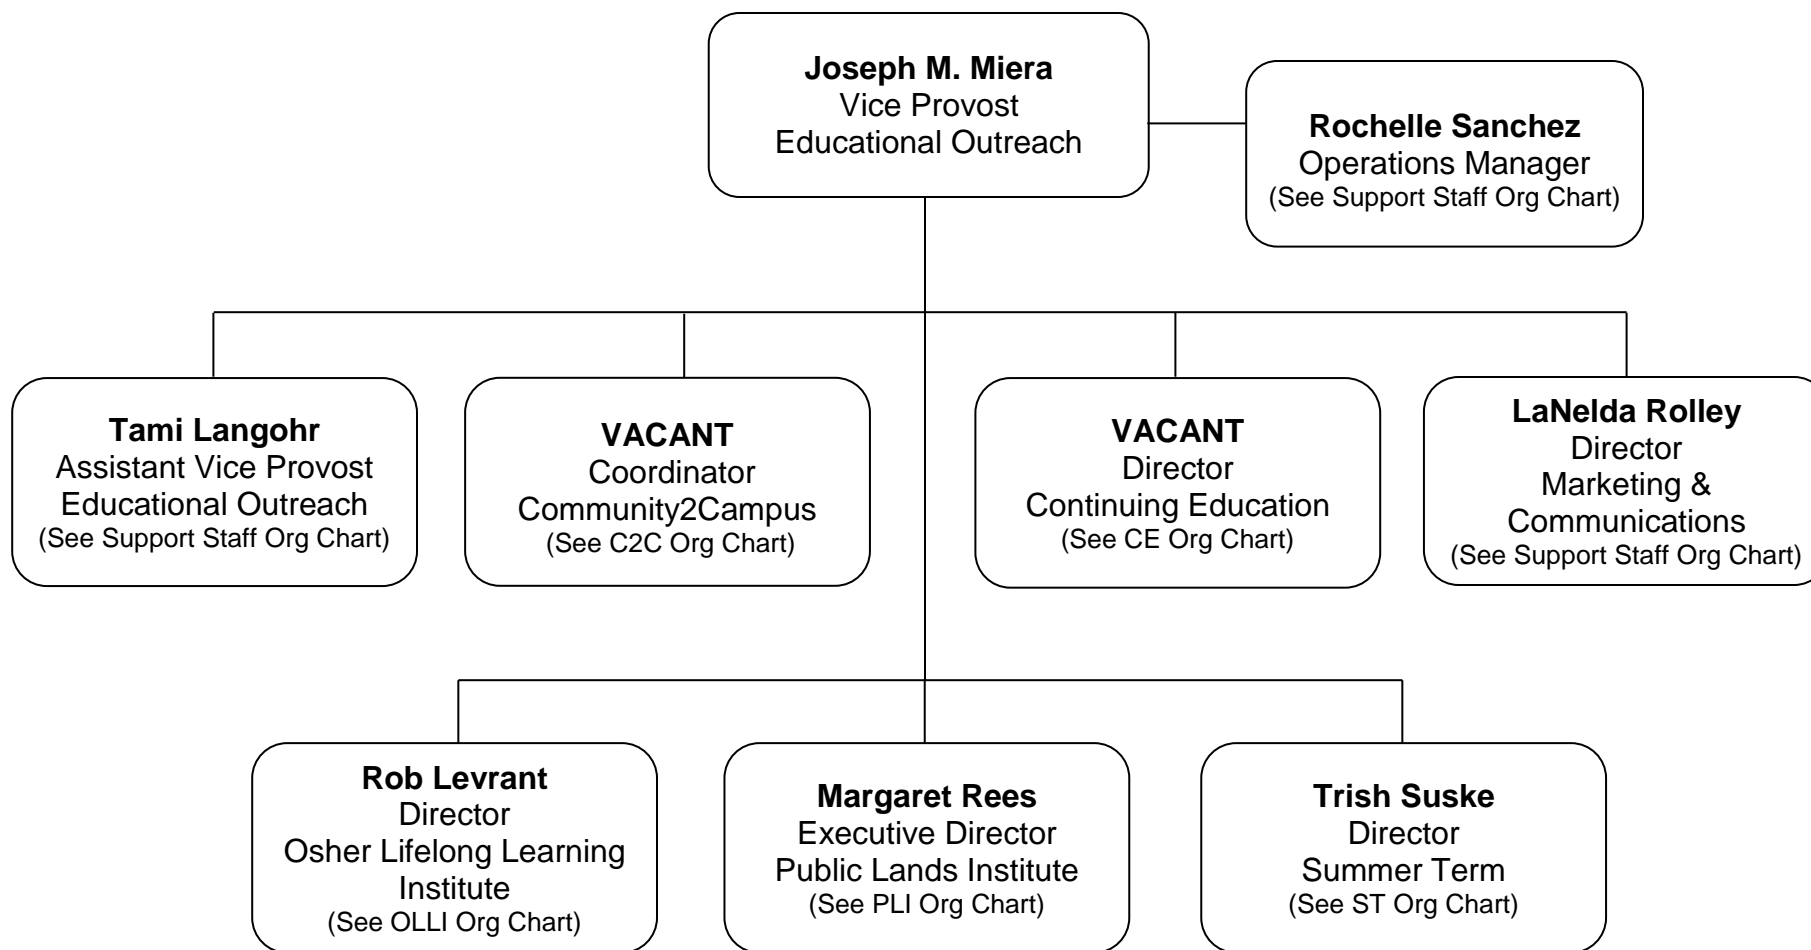 Joseph M. Miera
Vice Provost
Educational Outreach
Rochelle Sanchez
Operations Manager
(See Support Staff Org Chart)
Tami Langohr
Assistant Vice Provost
Educational Outreach
(See Support Staff Org Chart)
VACANT
Coordinator
Community2Campus
(See C2C Org Chart)
VACANT
Director
Continuing Education
(See CE Org Chart)
LaNelda Rolley
Director
Marketing &
Communications
(See Support Staff Org Chart)
Rob Levrant
Director
Osher Lifelong Learning
Institute
(See OLLI Org Chart)
Margaret Rees
Executive Director
Public Lands Institute
(See PLI Org Chart)
Trish Suske
Director
Summer Term
(See ST Org Chart)